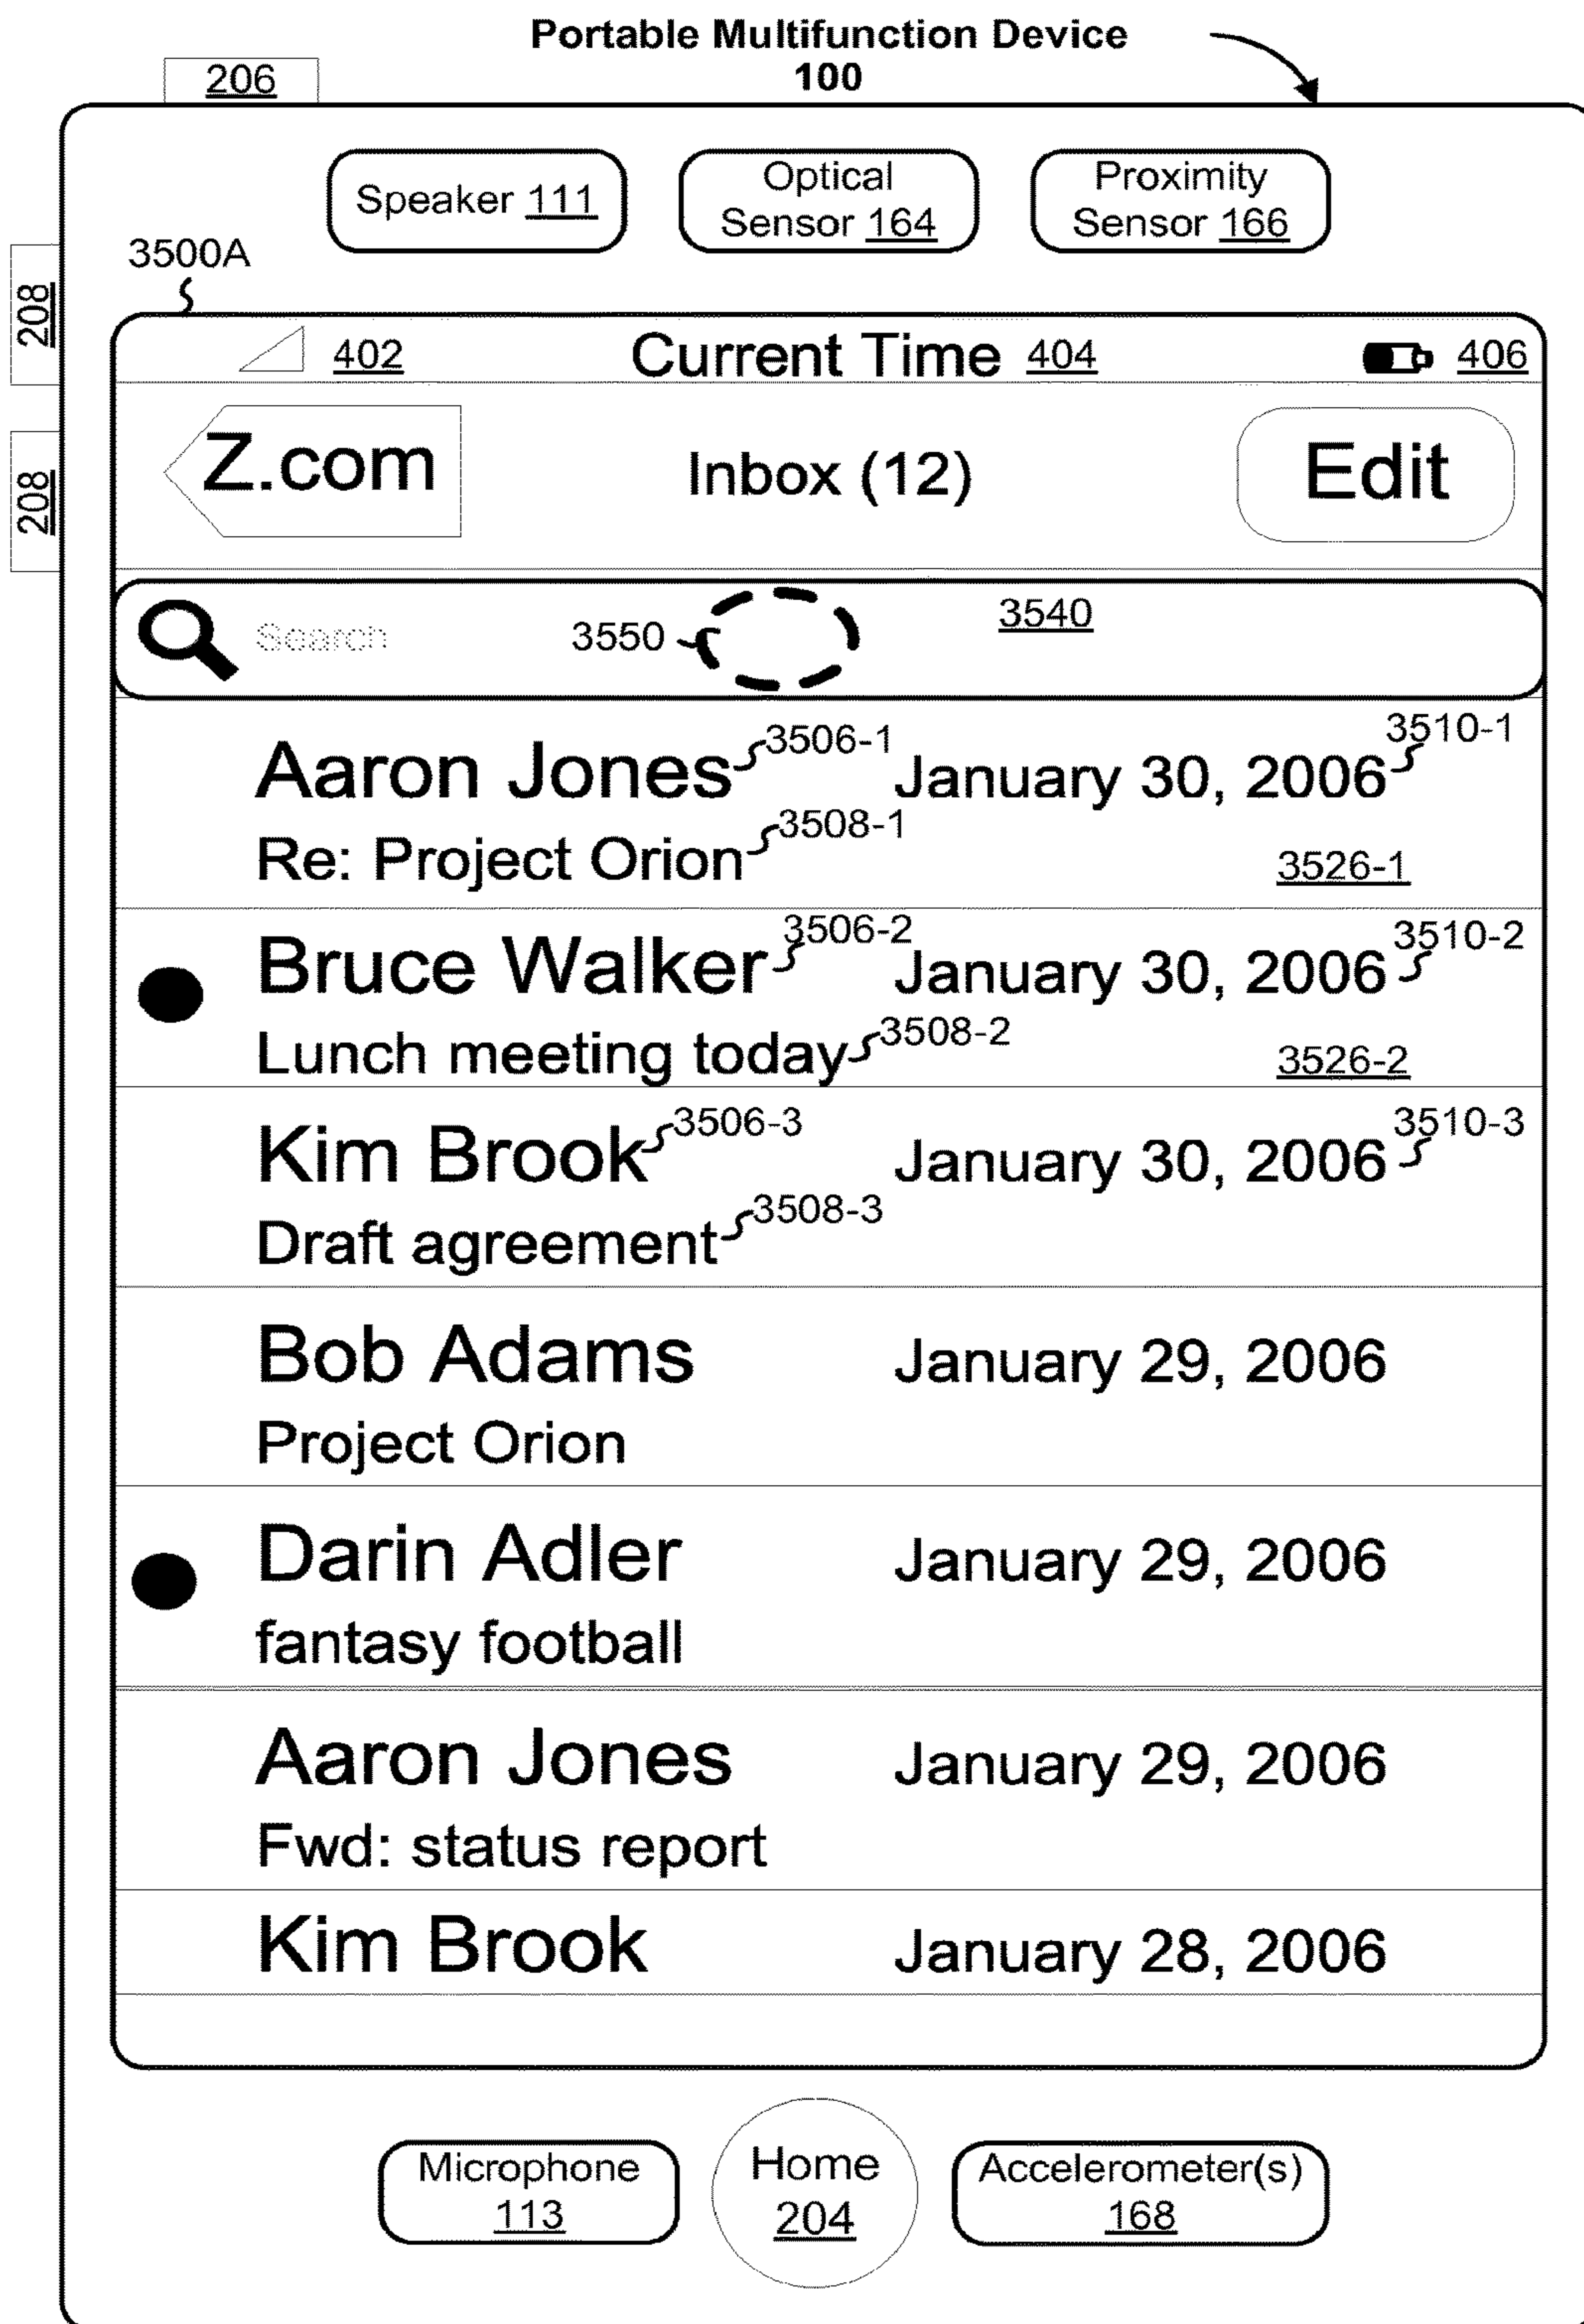 Portable Multifunction Device
100
206
Speaker 111
Optical
Sensor 164
Proximity
Sensor 166
3500A
208
208
402
Current Time 404
406
Z.com
Inbox (12)
Edit
Search
3550
3540
Aaron Jones 3506-1 January 30, 2006 3510-1
Re: Project Orion 3508-1
3526-1
Bruce Walker 3506-2 January 30, 2006 3510-2
Lunch meeting today 3508-2
3526-2
Kim Brook 3506-3 January 30, 2006 3510-3
Draft agreement 3508-3
Bob Adams January 29, 2006
Project Orion
Darin Adler January 29, 2006
fantasy football
Aaron Jones January 29, 2006
Fwd: status report
Kim Brook January 28, 2006
Microphone
113
Home
204
Accelerometer(s)
168